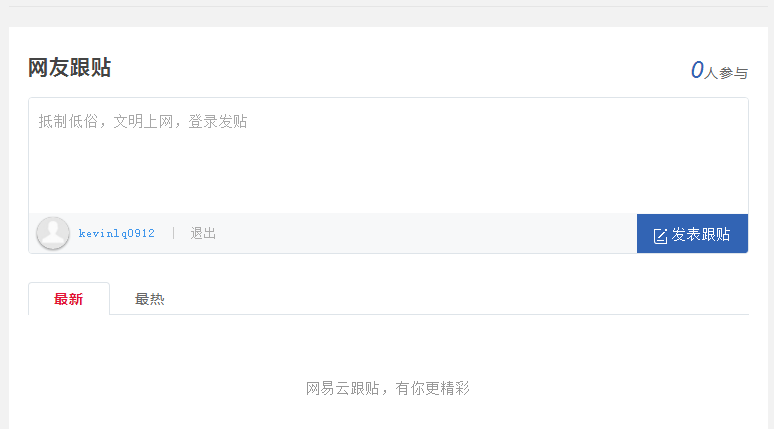 网友跟贴
0人参与
抵制低俗，文明上网，登录发贴
kevinlq0912 | 退出
发表跟贴
最新 最热
网易云跟贴，有你更精彩